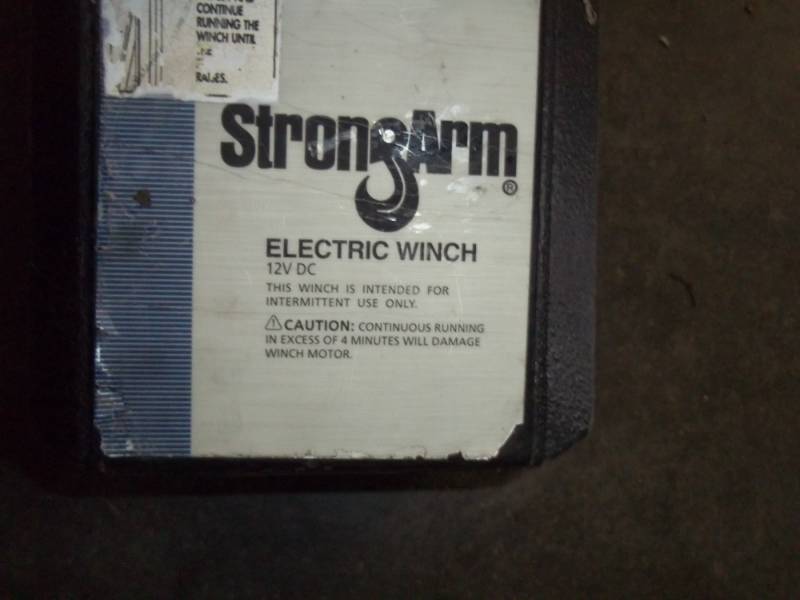 CONTINUE
RUNNING THE
WINCH UNTIL
StrongArm®
ELECTRIC WINCH
12V DC
THIS WINCH IS INTENDED FOR
INTERMITTENT USE ONLY.
⚠CAUTION: CONTINUOUS RUNNING
IN EXCESS OF 4 MINUTES WILL DAMAGE
WINCH MOTOR.